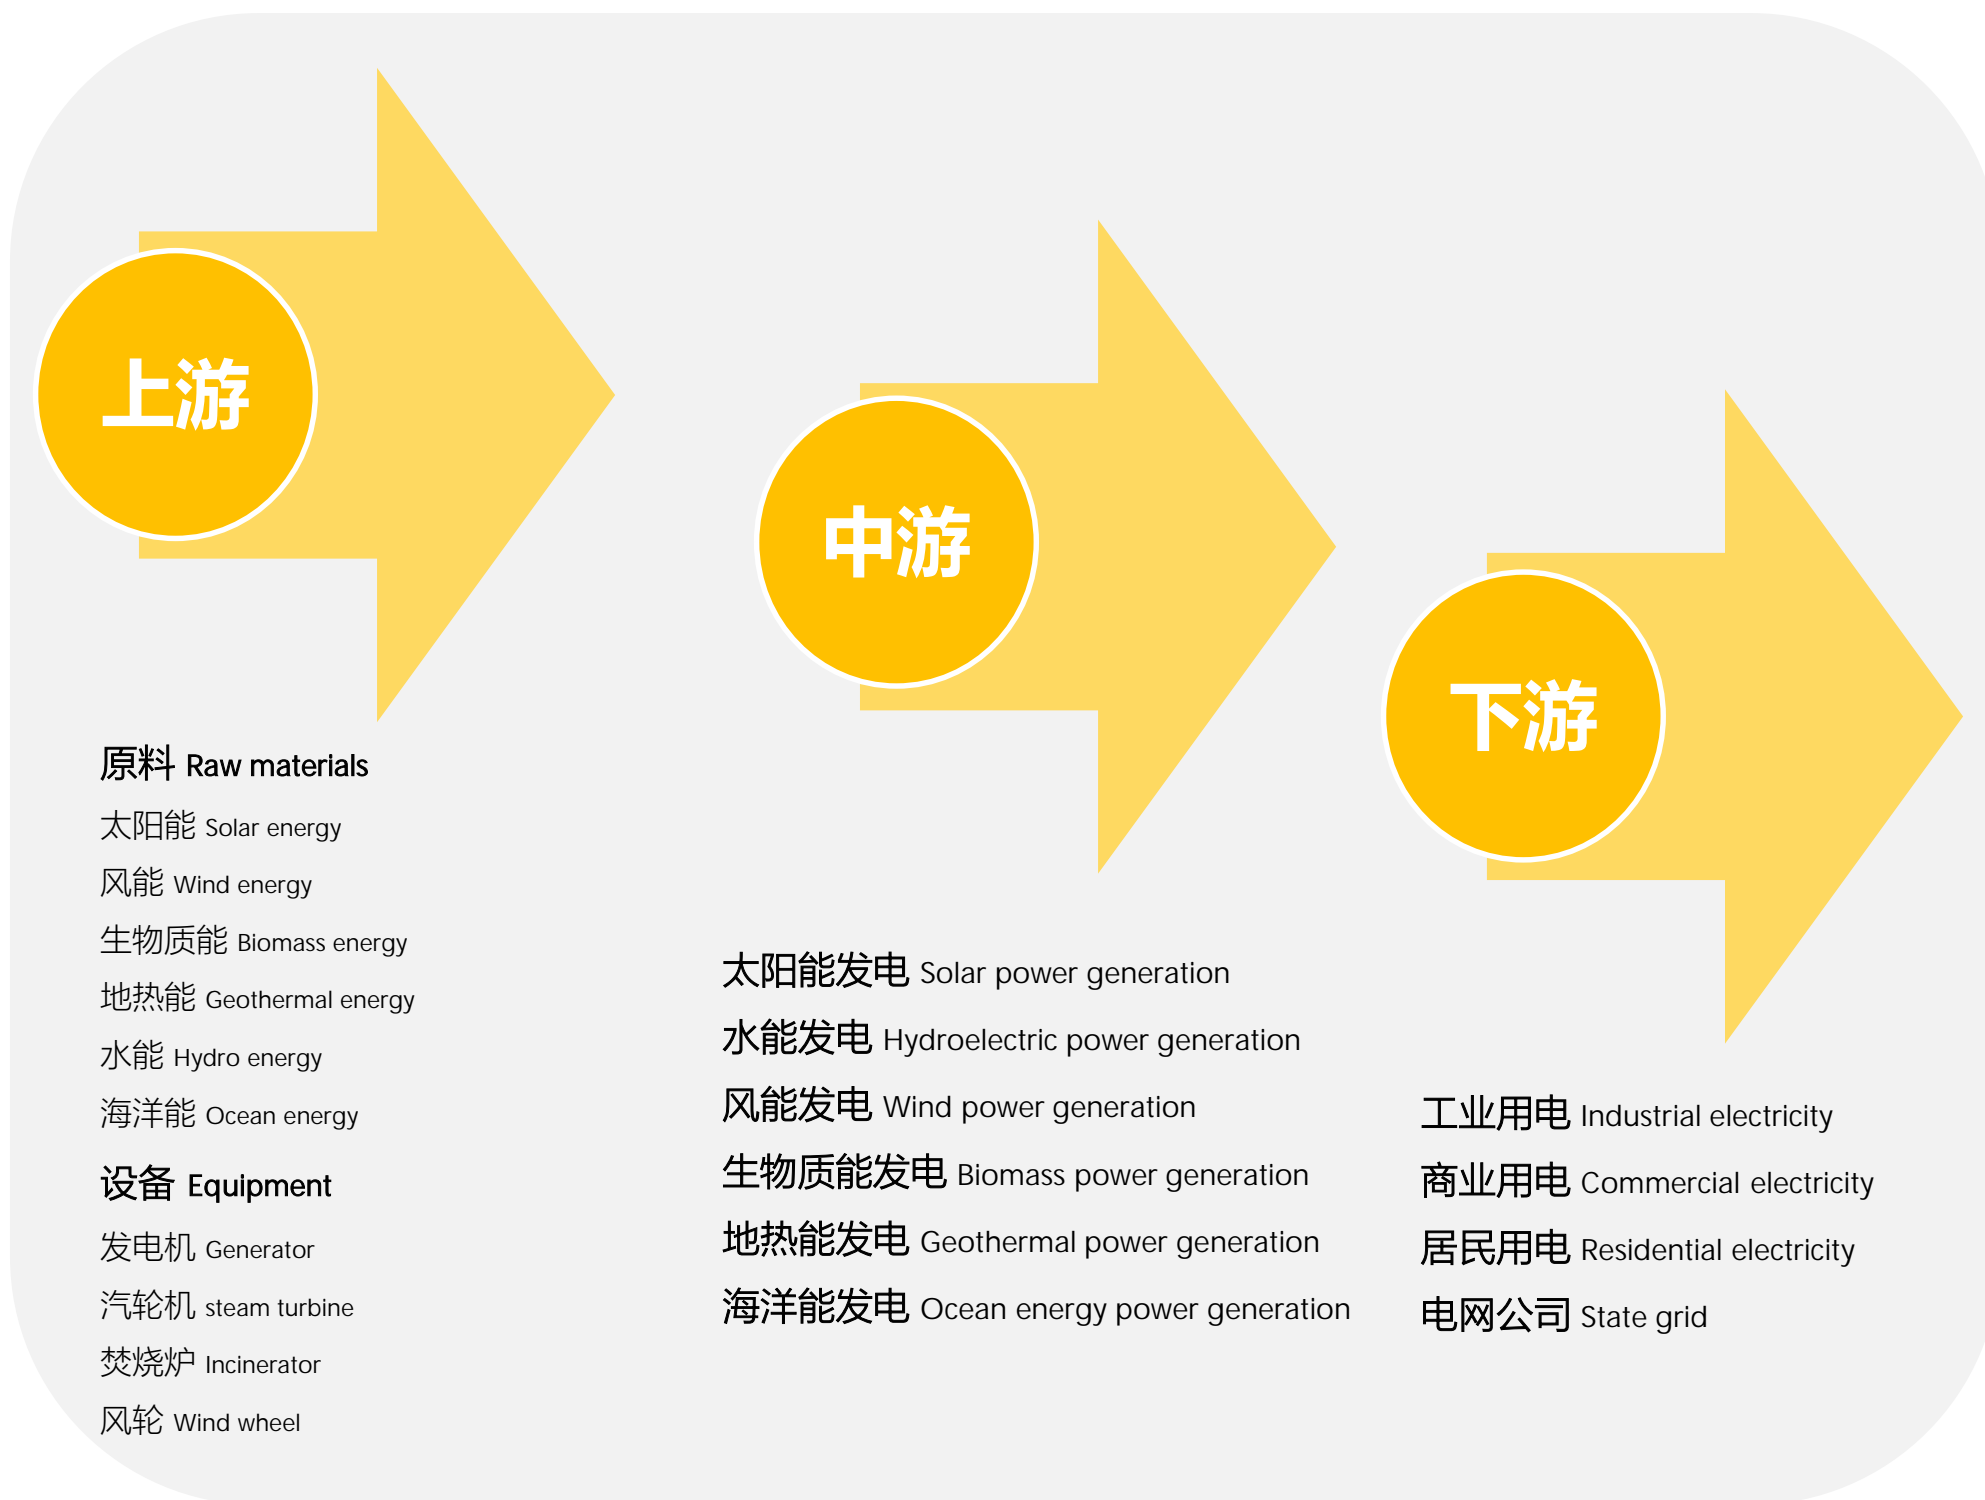 上游
原料 Raw materials
太阳能 Solar energy
风能 Wind energy
生物质能 Biomass energy
地热能 Geothermal energy
水能 Hydro energy
海洋能 Ocean energy
设备 Equipment
发电机 Generator
汽轮机 steam turbine
焚烧炉 Incinerator
风轮 Wind wheel
中游
太阳能发电 Solar power generation
水能发电 Hydroelectric power generation
风能发电 Wind power generation
生物质能发电 Biomass power generation
地热能发电 Geothermal power generation
海洋能发电 Ocean energy power generation
下游
工业用电 Industrial electricity
商业用电 Commercial electricity
居民用电 Residential electricity
电网公司 State grid